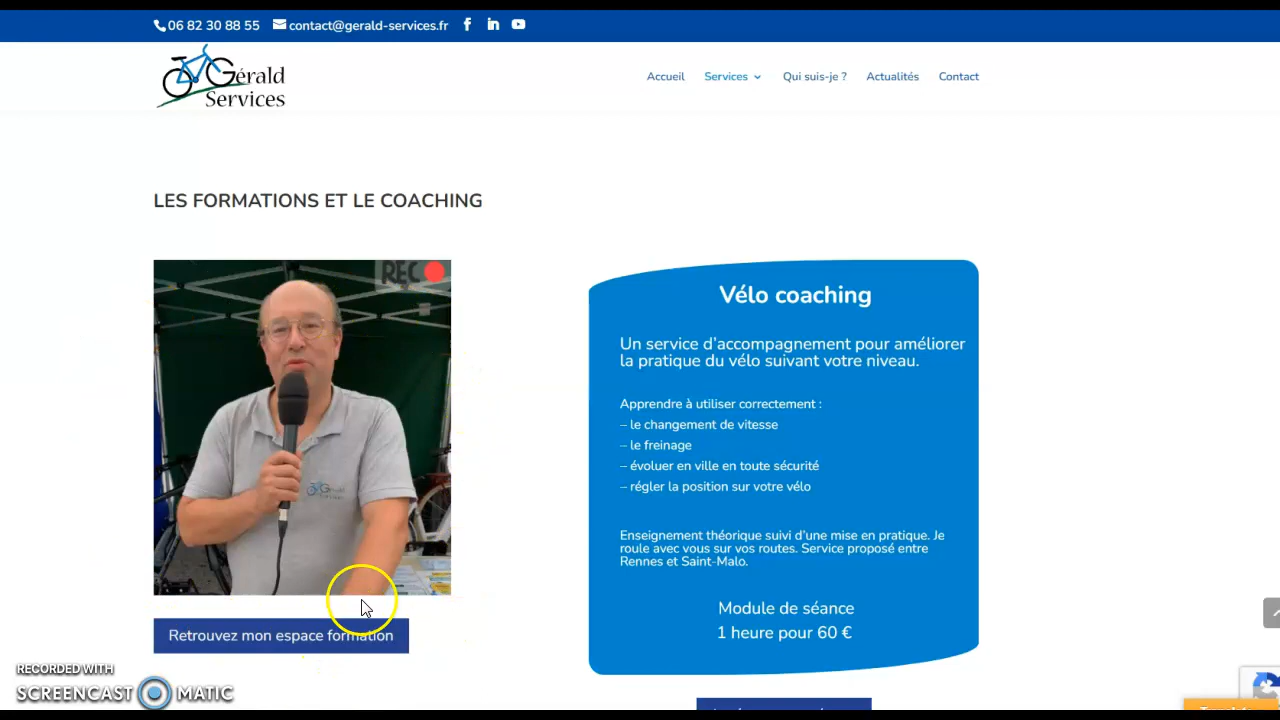 06 82 30 88 55 contact@gerald-services.fr
Gérald
Services
Accueil Services Qui suis-je ? Actualités Contact
LES FORMATIONS ET LE COACHING
REC
Gérald
Vélo coaching
Un service d'accompagnement pour améliorer
la pratique du vélo suivant votre niveau.
Apprendre à utiliser correctement :
– le changement de vitesse
– le freinage
– évoluer en ville en toute sécurité
– régler la position sur votre vélo
Enseignement théorique suivi d'une mise en pratique. Je
roule avec vous sur vos routes. Service proposé entre
Rennes et Saint-Malo.
Module de séance
1 heure pour 60 €
Retrouvez mon espace formation
RECORDED WITH
SCREENCAST MATIC